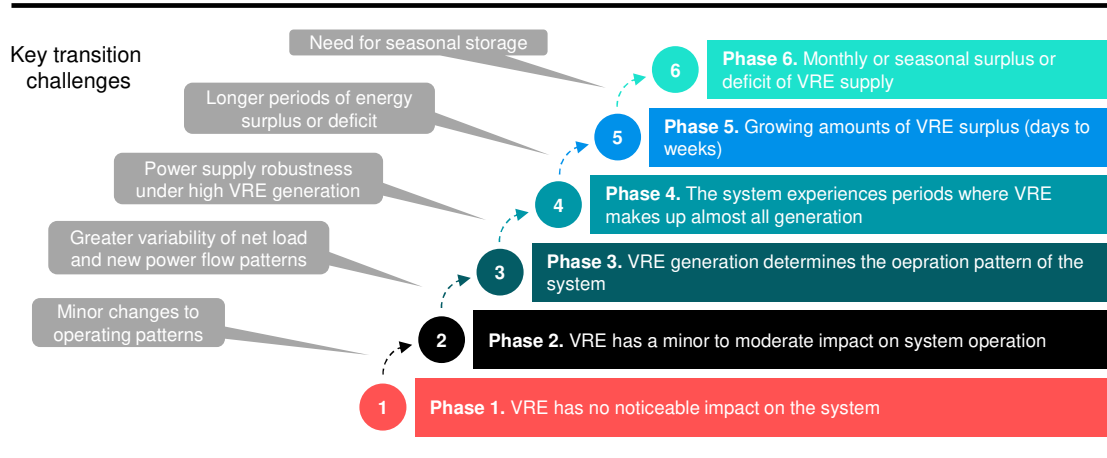 Key transition
challenges
Need for seasonal storage
6
Phase 6. Monthly or seasonal surplus or
deficit of VRE supply
Longer periods of energy
surplus or deficit
5
Phase 5. Growing amounts of VRE surplus (days to
weeks)
Power supply robustness
under high VRE generation
4
Phase 4. The system experiences periods where VRE
makes up almost all generation
Greater variability of net load
and new power flow patterns
3
Phase 3. VRE generation determines the oepration pattern of the
system
Minor changes to
operating patterns
2
Phase 2. VRE has a minor to moderate impact on system operation
1
Phase 1. VRE has no noticeable impact on the system